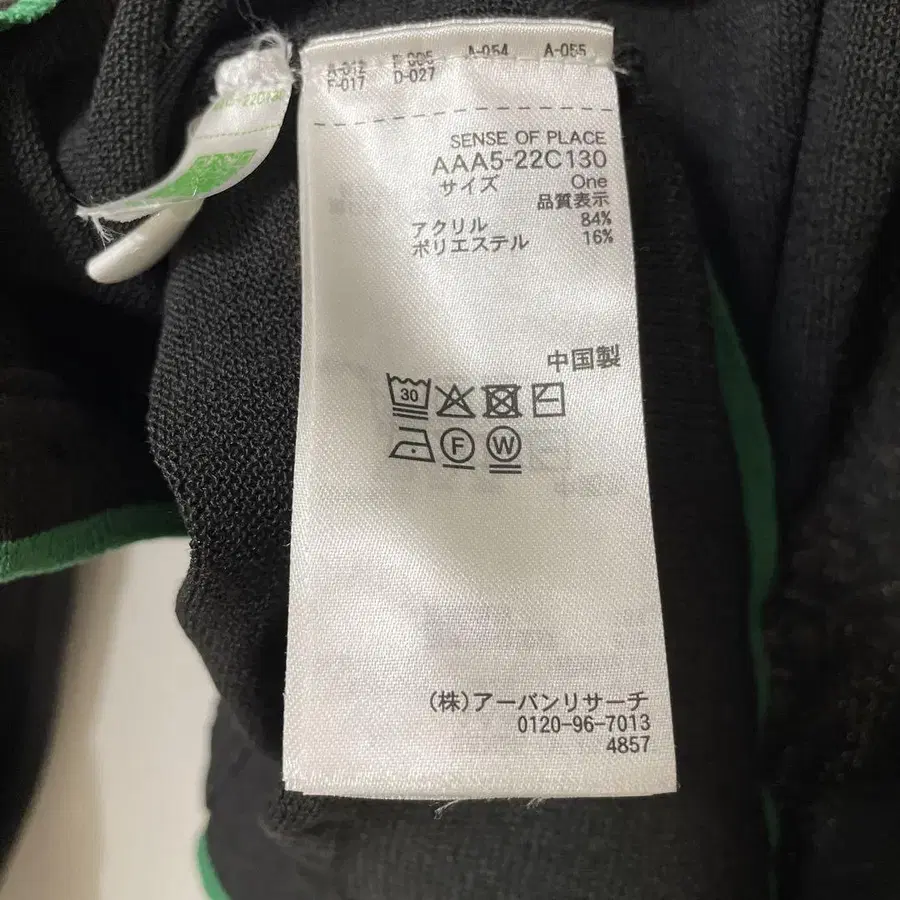 A-054 A-055
F-017 D-027
SENSE OF PLACE
AAA5-22C130
サイズ One
品質表示
アクリル 84%
ポリエステル 16%
中国製
30
F W
(株)アーバンリサーチ
0120-96-7013
4857